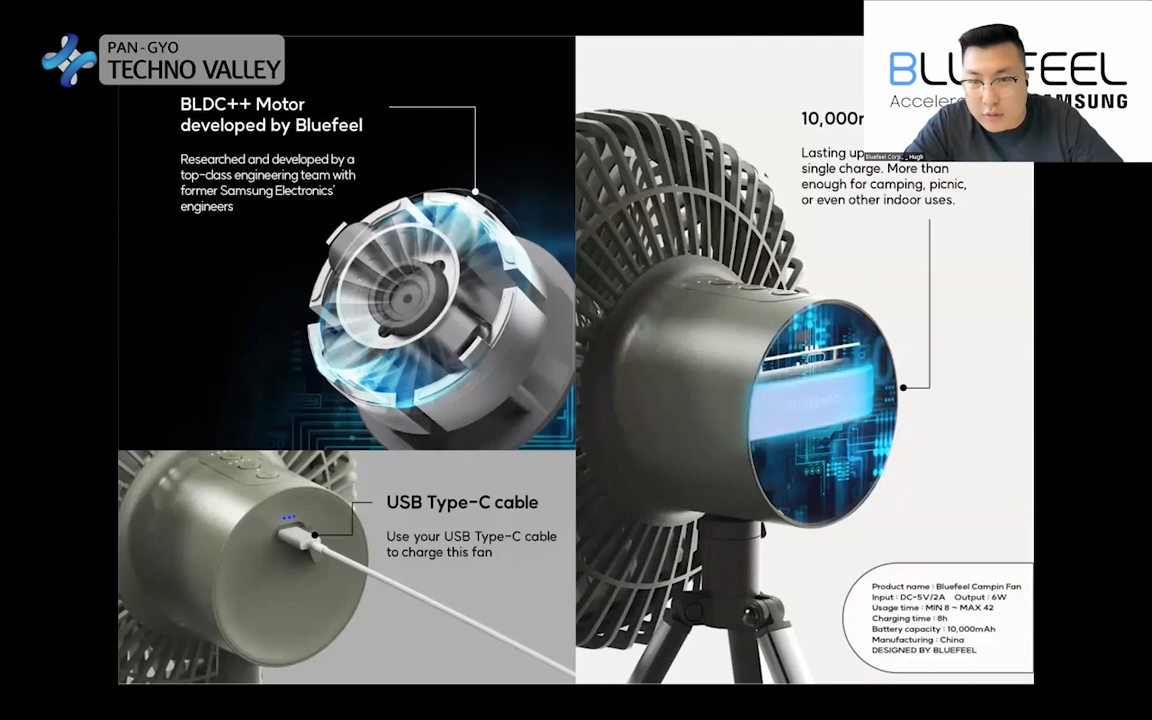 PAN-GYO
TECHNO VALLEY
BLDC++ Motor
developed by Bluefeel
Researched and developed by a
top-class engineering team with
former Samsung Electronics'
engineers
USB Type-C cable
Use your USB Type-C cable
to charge this fan
10,000
Lasting up
single charge. More than
enough for camping, picnic,
or even other indoor uses.
Product name : Bluefeel Campin Fan
Input : DC-5V/2A Output : 6W
Usage time : MIN 8 ~ MAX 42
Charging time : 8h
Battery capacity : 10,000mAh
Manufacturing : China
DESIGNED BY BLUEFEEL
Bluefeel Corp._ Hugh